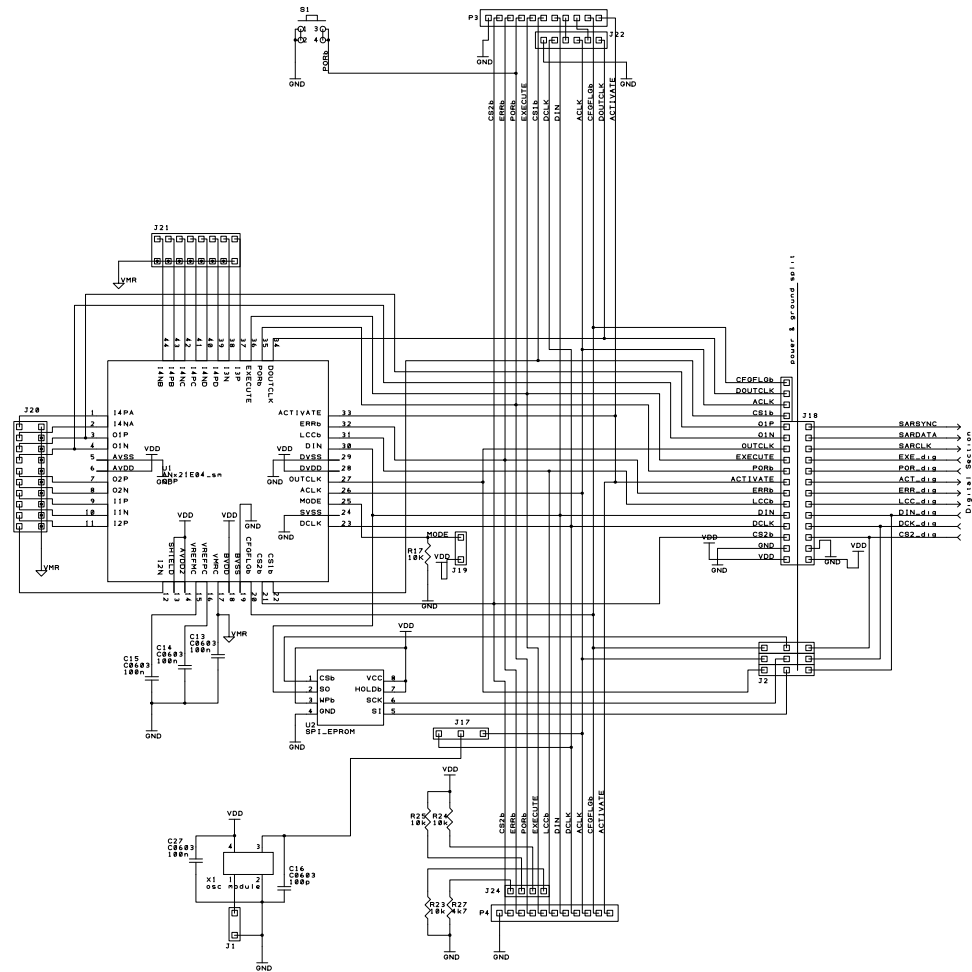 S1
1 3
2 4
PORb
GND
P3
J22
GND
GND
CS2b
ERRb
PORb
EXECUTE
CS1b
DCLK
DIN
ACLK
CFGFLGb
DOUTCLK
ACTIVATE
J21
VMR
power & ground split
44
43
42
41
40
39
38
37
36
35
34
I4NB
I4PB
I4NC
I4PC
I4ND
I4PD
I3N
I3P
EXECUTE
PORb
DOUTCLK
J20
1 I4PA
2 I4NA
3 O1P
4 O1N
5 AVSS
6 AVDD
7 O2P
8 O2N
9 I1P
10 I1N
11 I2P
VDD
U1
ANx21E04_sm
QFP
VDD
ACTIVATE 33
ERRb 32
LCCb 31
DIN 30
DVSS 29
DVDD 28
OUTCLK 27
ACLK 26
MODE 25
SVSS 24
DCLK 23
GND
GND
VDD
VDD
I2N
SHIELD
AVDD2
VREFMC
VREFPC
VMRC
BVDD
BVSS
CFGFLGb
CS2b
CS1b
12
13
14
15
16
17
18
19
20
21
22
VMR
VMR
MODE
R17
10K
VDD
J19
GND
CFGFLGb
DOUTCLK
ACLK
CS1b
O1P
O1N
OUTCLK
EXECUTE
PORb
ACTIVATE
ERRb
LCCb
DIN
DCLK
CS2b
GND
VDD
J18
SARSYNC
SARDATA
SARCLK
EXE_dig
POR_dig
ACT_dig
ERR_dig
LCC_dig
DIN_dig
DCK_dig
CS2_dig
Digital Section
VDD
GND
GND
VDD
C15
C0603
100n
C14
C0603
100n
C13
C0603
100n
GND
VDD
1 CSb
2 SO
3 WPb
4 GND
VCC 8
HOLDb 7
SCK 6
SI 5
U2
SPI_EPROM
GND
J2
J17
VDD
R25
10k
R24
10k
CS2b
ERRb
PORb
EXECUTE
LCCb
DIN
DCLK
ACLK
CFGFLGb
ACTIVATE
VDD
C27
C0603
100n
4 3
1 2
X1
osc module
C16
C0603
100p
J1
GND
J24
R23
10k
R27
4k7
P4
GND
GND